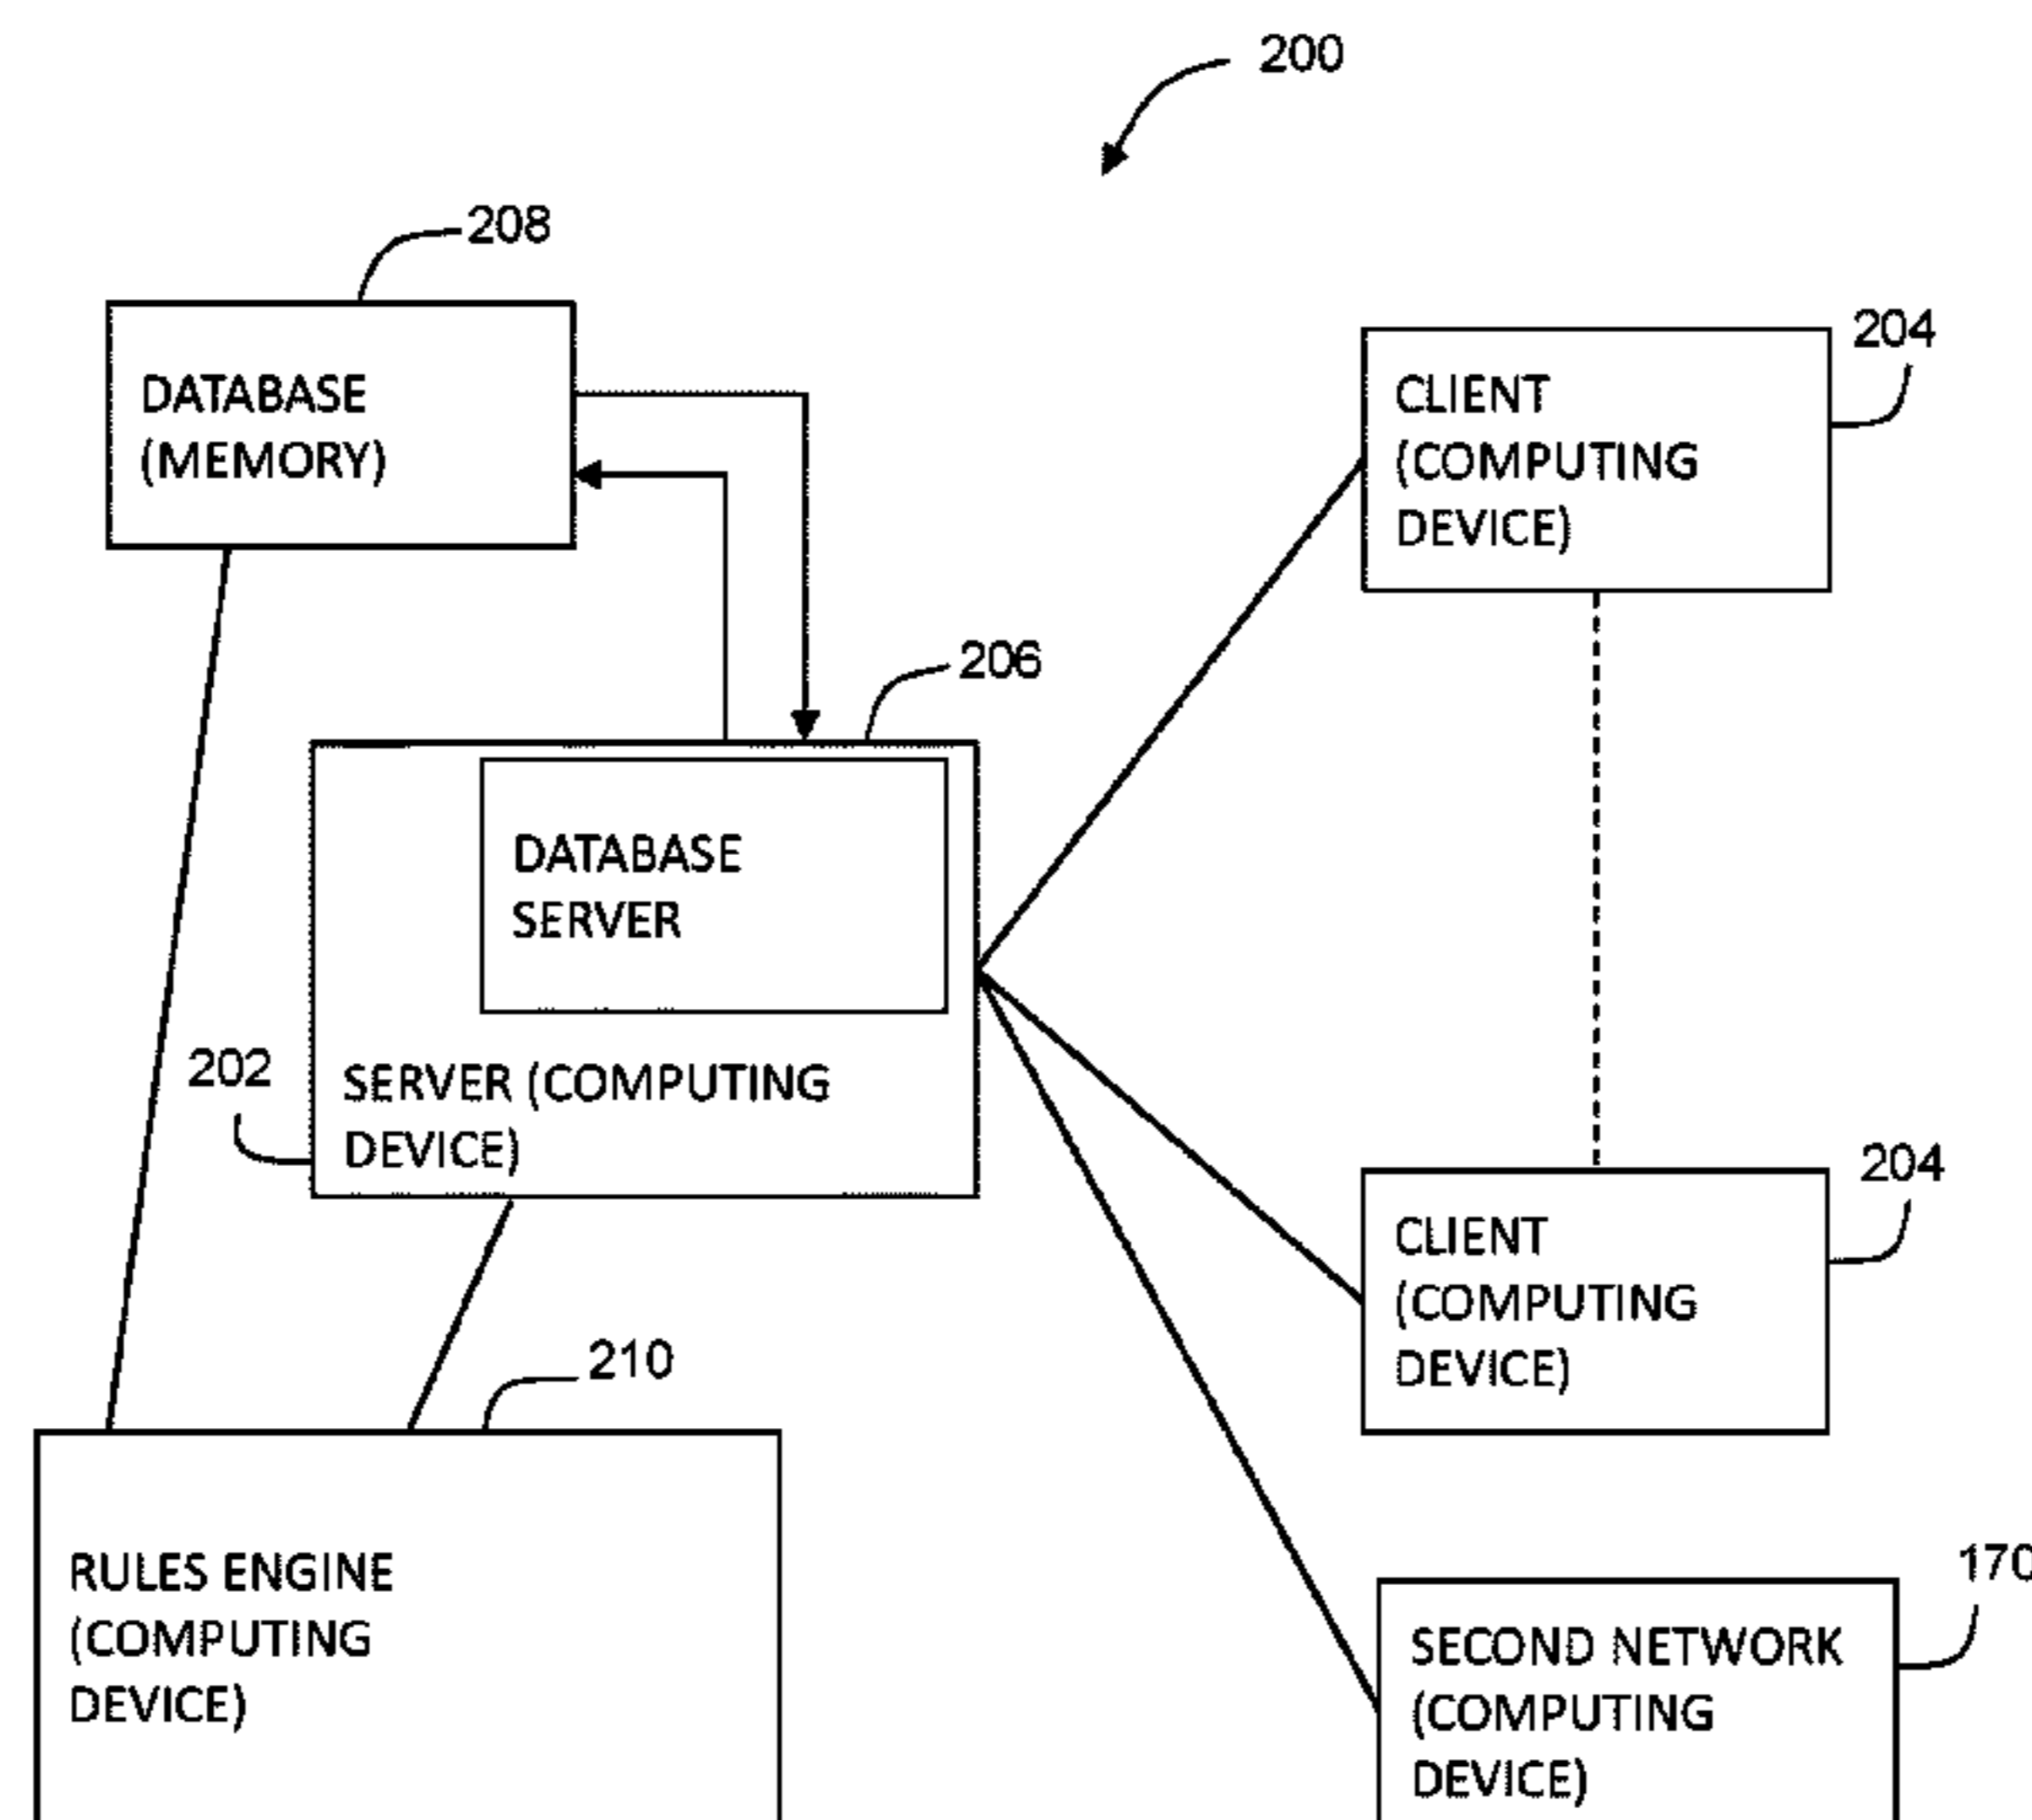 200
208
DATABASE
(MEMORY)
204
CLIENT
(COMPUTING
DEVICE)
206
DATABASE
SERVER
202
SERVER (COMPUTING
DEVICE)
204
CLIENT
(COMPUTING
DEVICE)
210
RULES ENGINE
(COMPUTING
DEVICE)
170
SECOND NETWORK
(COMPUTING
DEVICE)